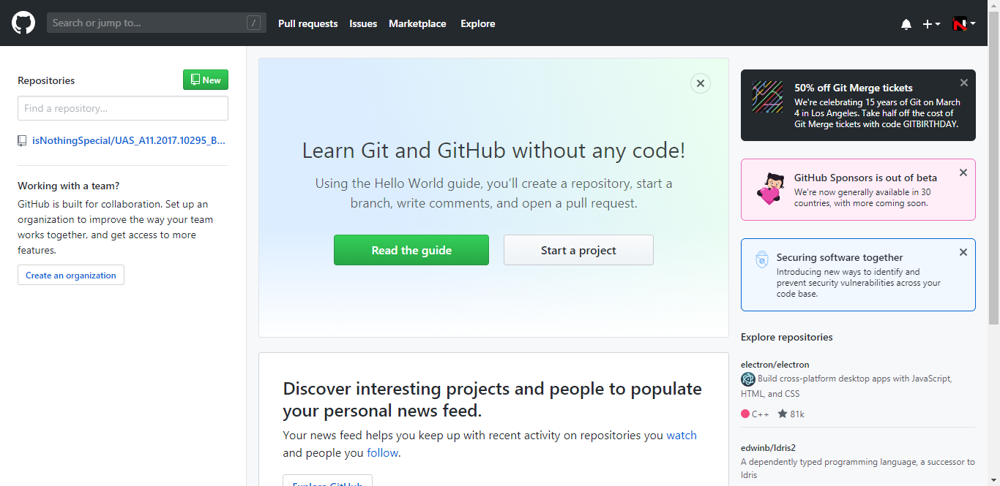 Search or jump to...
/
Pull requests
Issues
Marketplace
Explore
Repositories
New
Find a repository...
isNothingSpecial/UAS_A11.2017.10295_B...
Working with a team?
GitHub is built for collaboration. Set up an
organization to improve the way your team
works together, and get access to more
features.
Create an organization
Learn Git and GitHub without any code!
Using the Hello World guide, you’ll create a repository, start a
branch, write comments, and open a pull request.
Read the guide
Start a project
Discover interesting projects and people to populate
your personal news feed.
Your news feed helps you keep up with recent activity on repositories you watch
and people you follow.
Explore GitHub
50% off Git Merge tickets
We're celebrating 15 years of Git on March
4 in Los Angeles. Take half off the cost of
Git Merge tickets with code GITBIRTHDAY.
GitHub Sponsors is out of beta
We're now generally available in 30
countries, with more coming soon.
Securing software together
Introducing new ways to identify and
prevent security vulnerabilities across your
code base.
Explore repositories
electron/electron
Build cross-platform desktop apps with JavaScript,
HTML, and CSS
C++
81k
edwinb/Idris2
A dependently typed programming language, a successor to
Idris